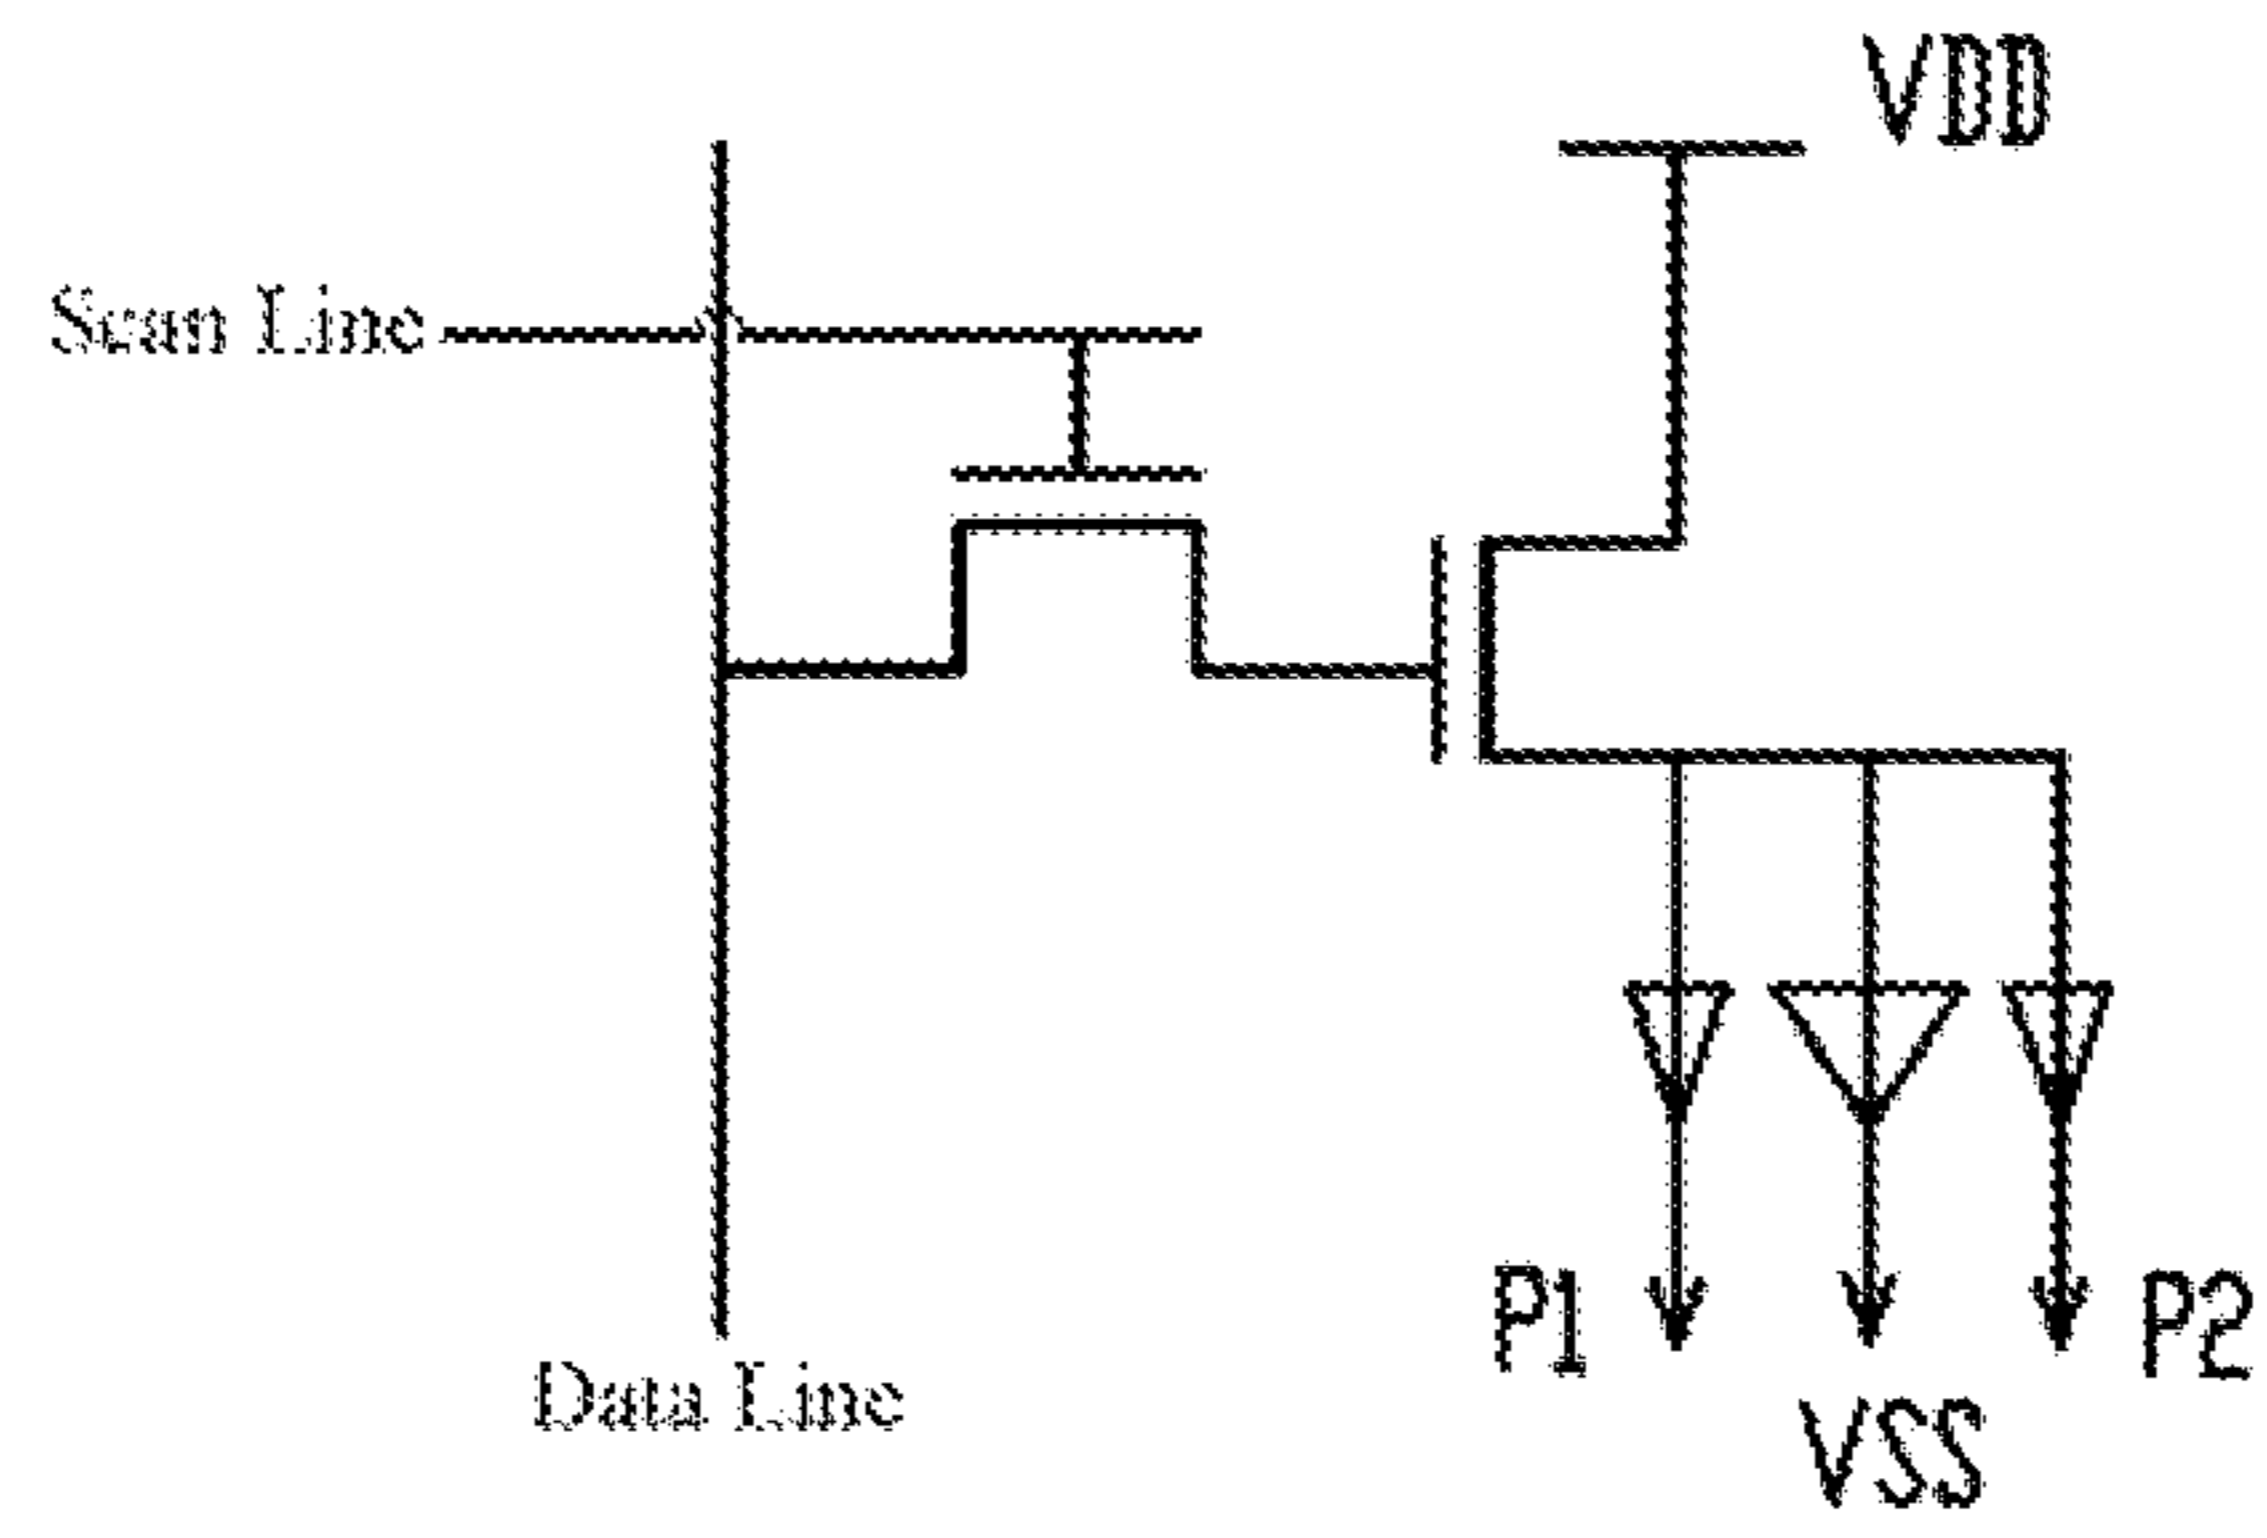 VDD
Scan Line
P1
P2
Data Line
VSS